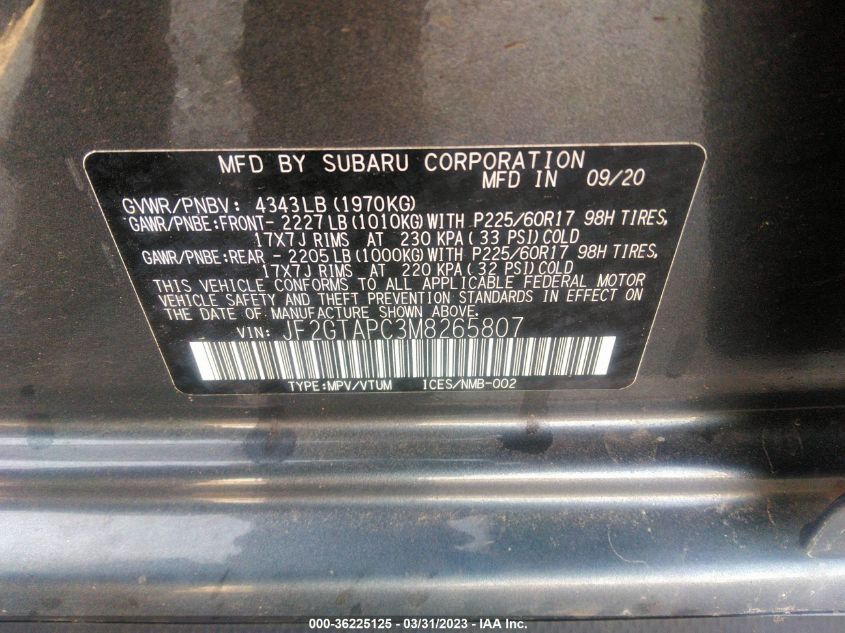 MFD BY SUBARU CORPORATION
MFD IN 09/20
GVWR/PNBV: 4343LB (1970KG)
GAWR/PNBE:FRONT- 2227LB (1010KG) WITH P225/60R17 98H TIRES,
17X7J RIMS AT 230 KPA (33 PSI) COLD
GAWR/PNBE:REAR - 2205LB (1000KG) WITH P225/60R17 98H TIRES,
17X7J RIMS AT 220 KPA (32 PSI) COLD
THIS VEHICLE CONFORMS TO ALL APPLICABLE FEDERAL MOTOR
VEHICLE SAFETY AND THEFT PREVENTION STANDARDS IN EFFECT ON
THE DATE OF MANUFACTURE SHOWN ABOVE.
VIN: JF2GTAPC3M8265807
TYPE:MPV/VTUM ICES/NMB-002
000-36225125 - 03/31/2023 - IAA Inc.